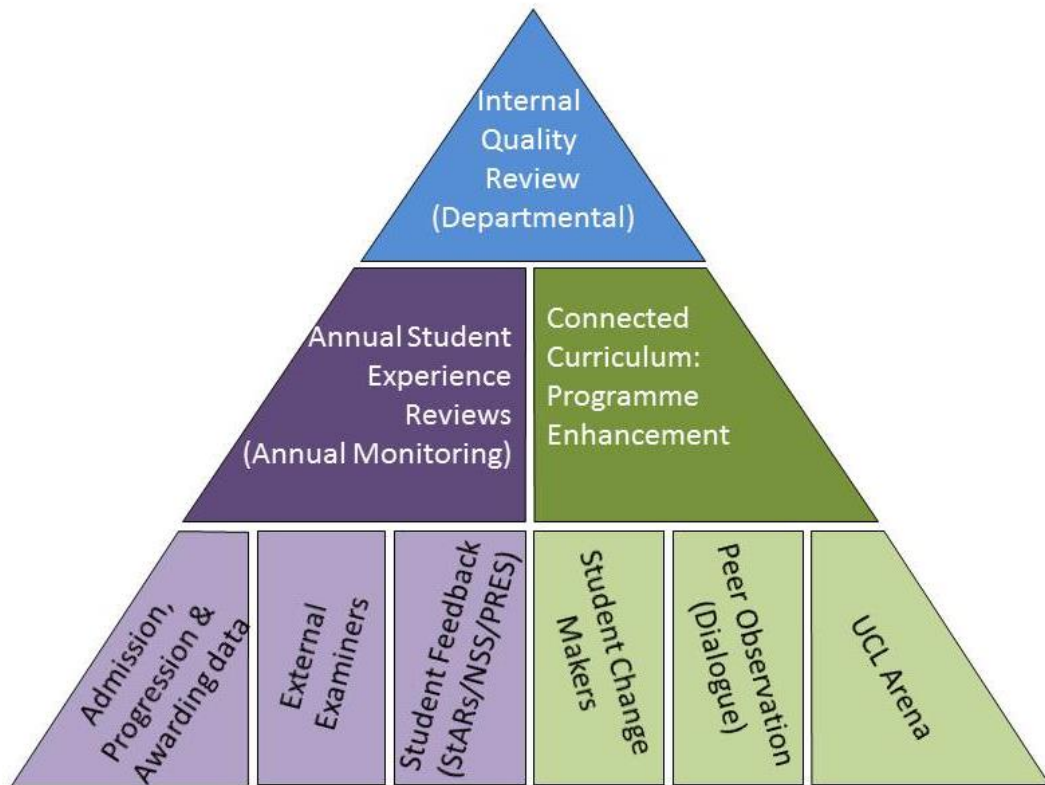 Internal
Quality
Review
(Departmental)
Annual Student
Experience
Reviews
(Annual Monitoring)
Connected
Curriculum:
Programme
Enhancement
Admission,
Progression &
Awarding data
External
Examiners
Student Feedback
(StARs/NSS/PRES)
Student Change
Makers
Peer Observation
(Dialogue)
UCL Arena